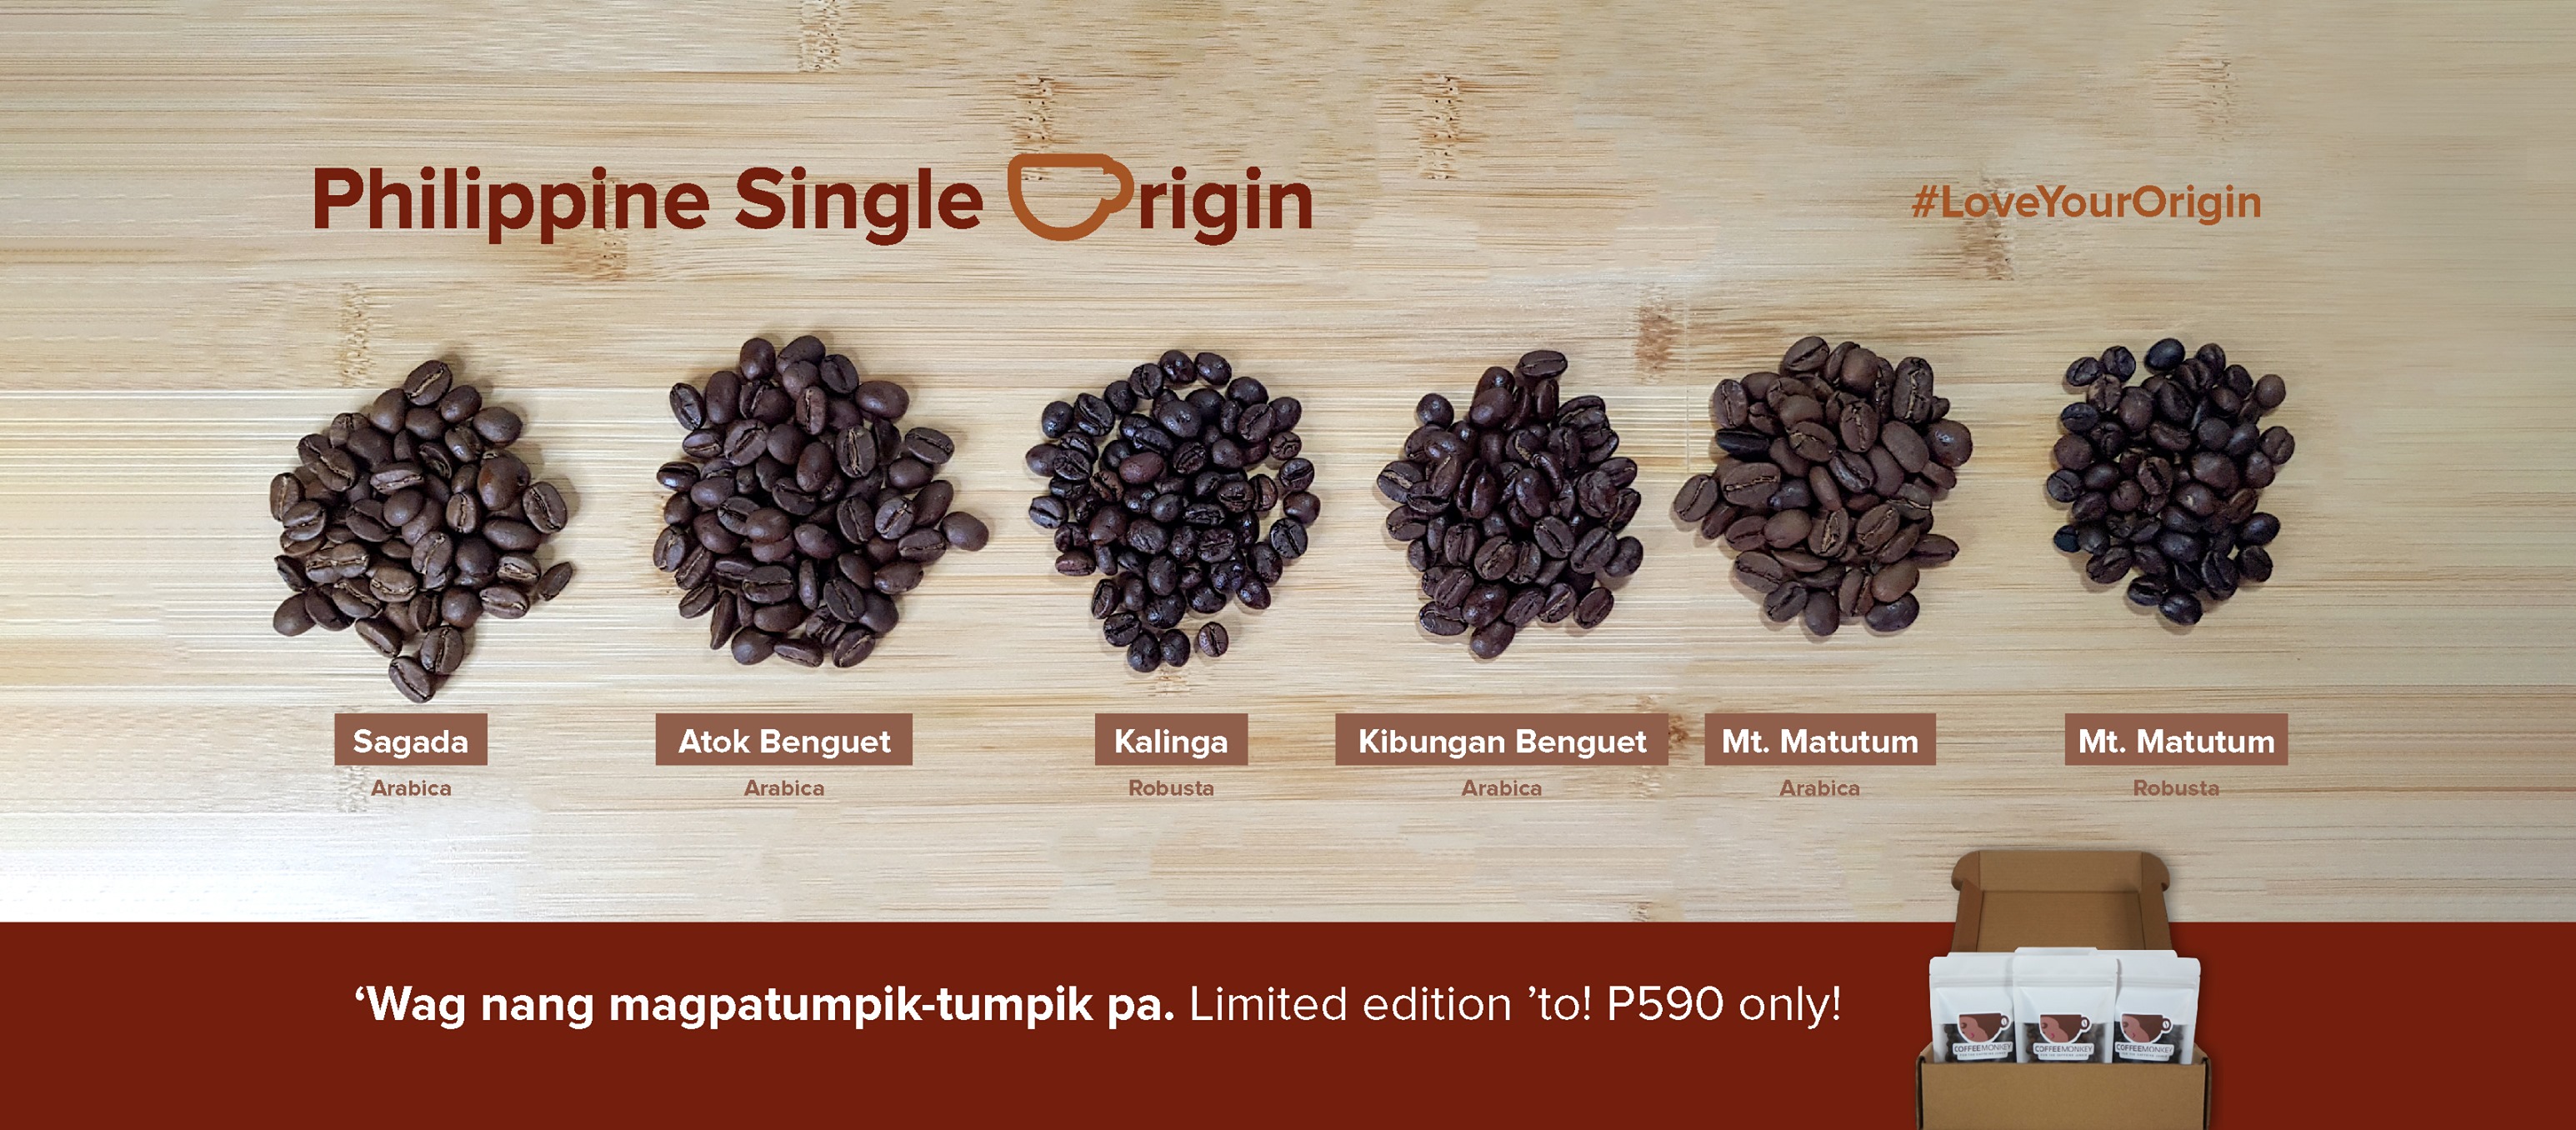 Philippine Single Origin
#LoveYourOrigin
Sagada
Arabica
Atok Benguet
Arabica
Kalinga
Robusta
Kibungan Benguet
Arabica
Mt. Matutum
Arabica
Mt. Matutum
Robusta
‘Wag nang magpatumpik-tumpik pa. Limited edition ’to! P590 only!
COFFEEMONKEY
COFFEEMONKEY
COFFEEMONKEY